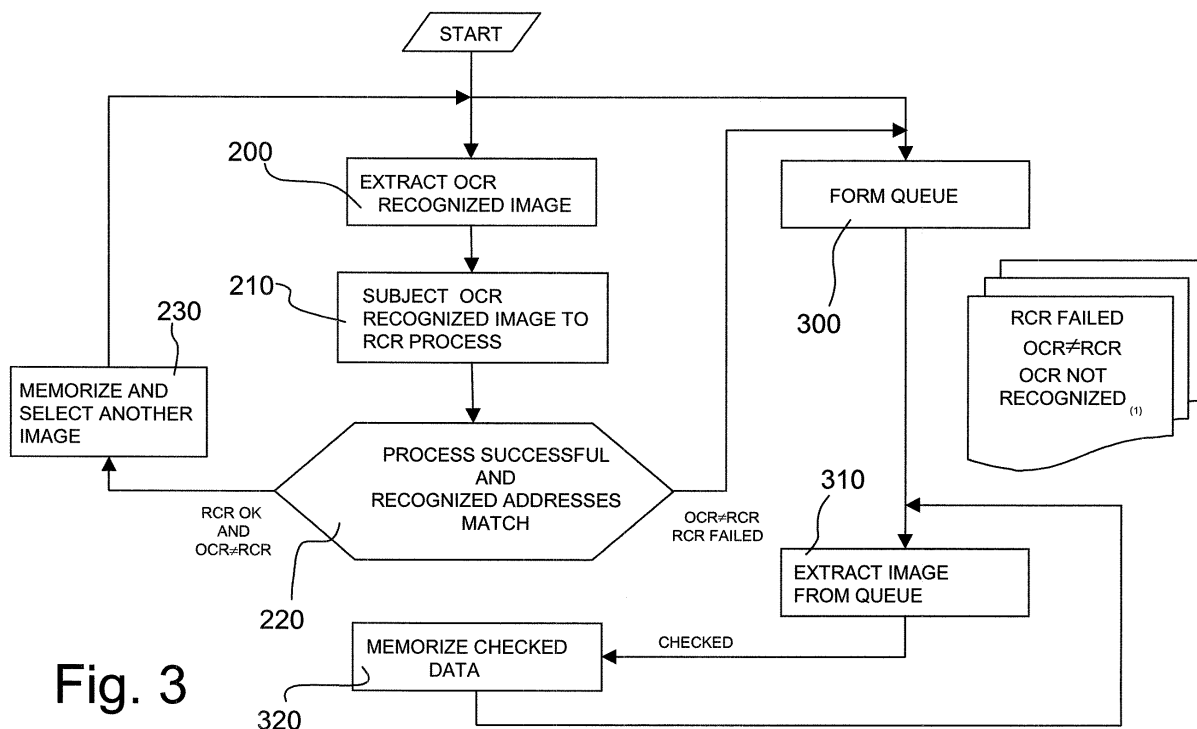 START
200
EXTRACT OCR
RECOGNIZED IMAGE
FORM QUEUE
300
210
SUBJECT OCR
RECOGNIZED IMAGE TO
RCR PROCESS
RCR FAILED
OCR≠RCR
OCR NOT
RECOGNIZED (1)
230
MEMORIZE AND
SELECT ANOTHER
IMAGE
PROCESS SUCCESSFUL
AND
RECOGNIZED ADDRESSES
MATCH
RCR OK
AND
OCR≠RCR
OCR≠RCR
RCR FAILED
220
310
EXTRACT IMAGE
FROM QUEUE
CHECKED
MEMORIZE CHECKED
DATA
320
Fig. 3